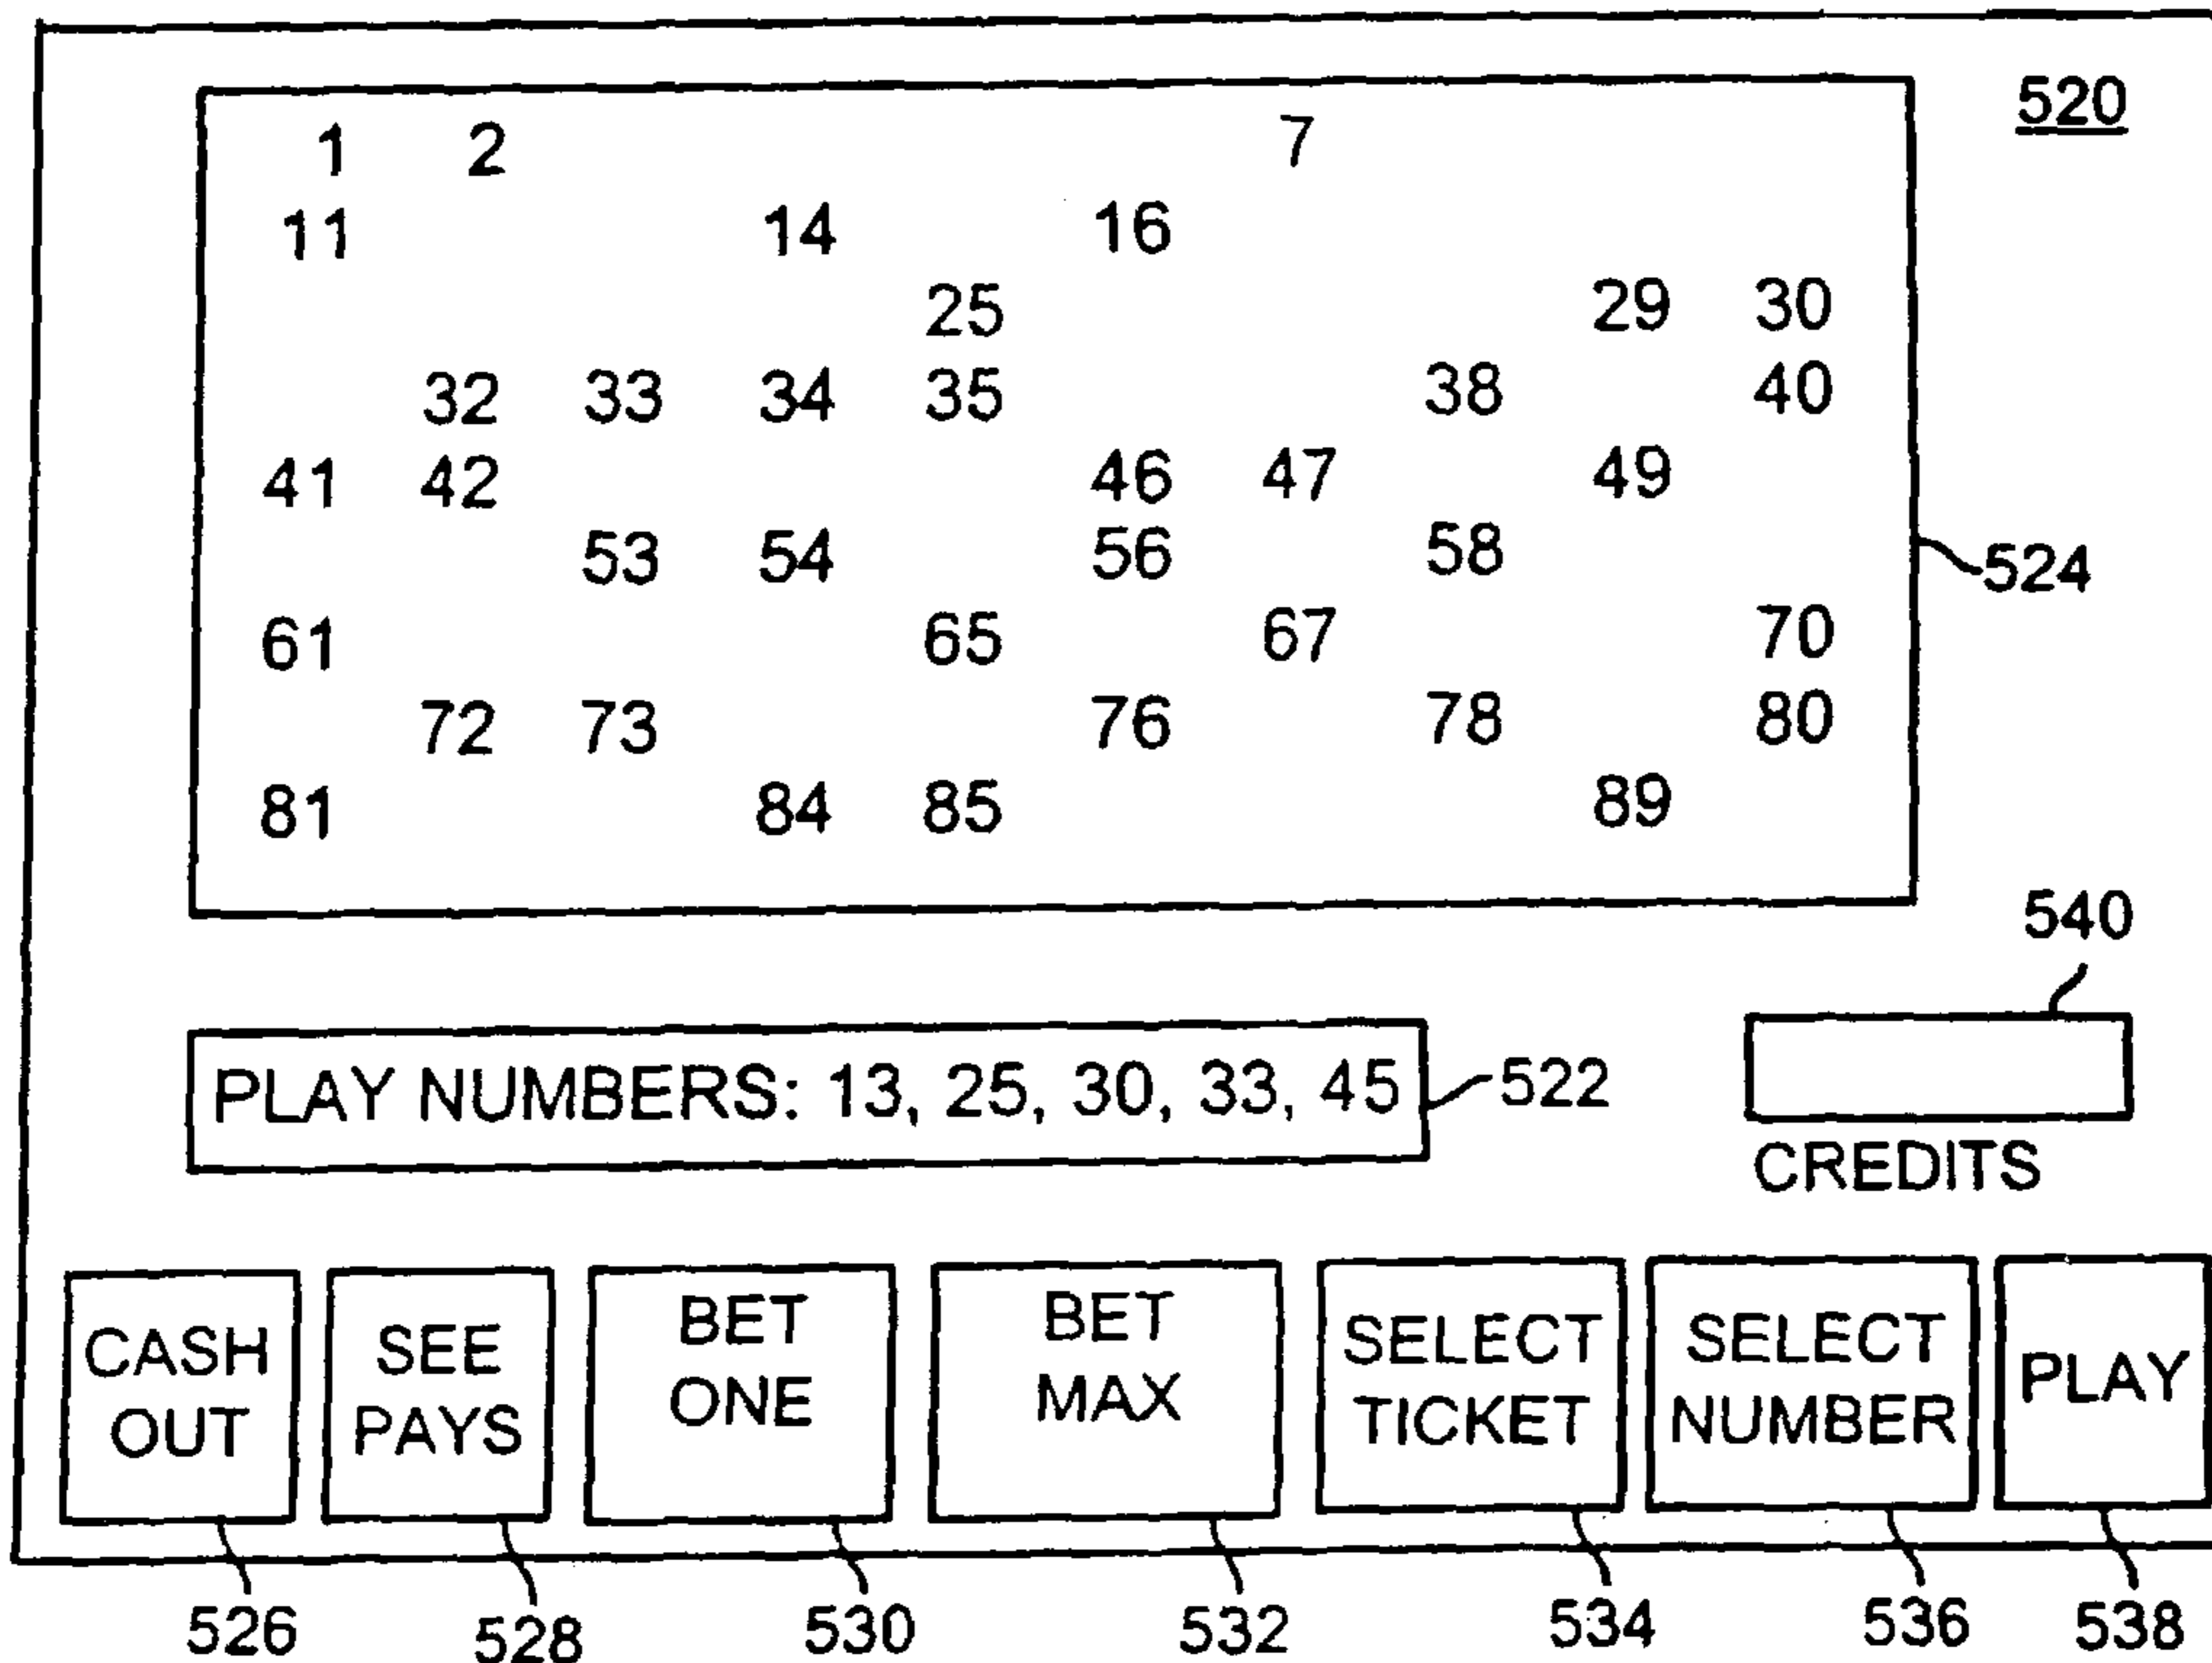 520
1 2 7
11 14 16
25 29 30
32 33 34 35 38 40
41 42 46 47 49
53 54 56 58
524
61 65 67 70
72 73 76 78 80
81 84 85 89
540
PLAY NUMBERS: 13, 25, 30, 33, 45
522
CREDITS
CASH
OUT
SEE
PAYS
BET
ONE
BET
MAX
SELECT
TICKET
SELECT
NUMBER
PLAY
526 528 530 532 534 536 538